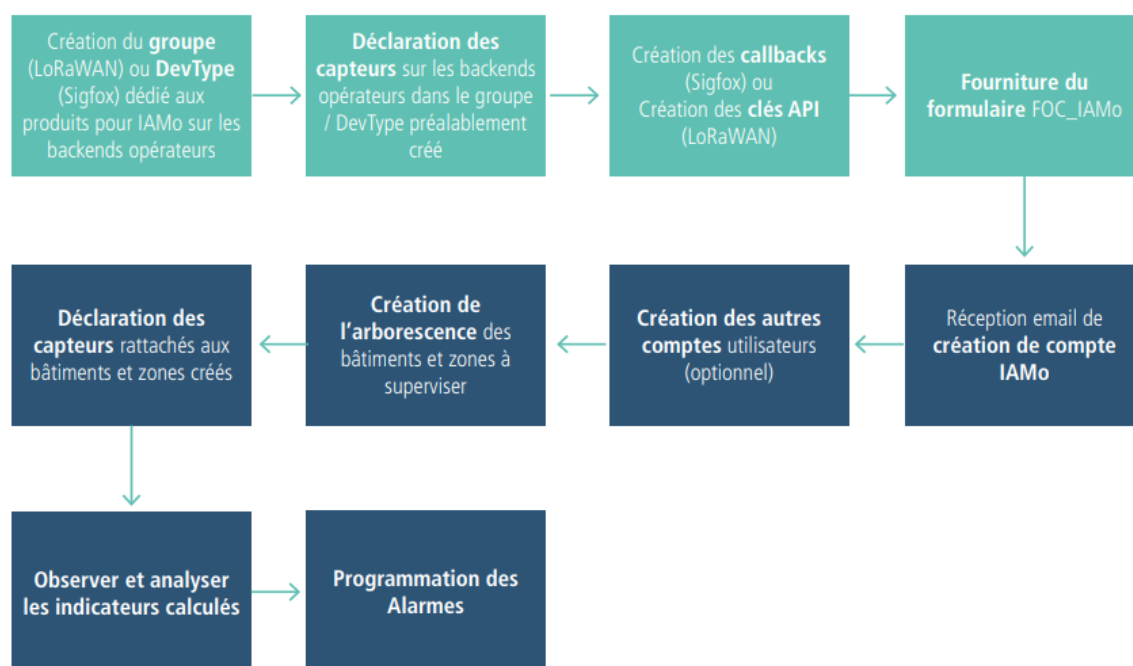 Création du groupe
(LoRaWAN) ou DevType
(Sigfox) dédié aux
produits pour IAMo sur les
backends opérateurs
Déclaration des
capteurs sur les backends
opérateurs dans le groupe
/ DevType préalablement
créé
Création des callbacks
(Sigfox) ou
Création des clés API
(LoRaWAN)
Fourniture du
formulaire FOC_IAMo
Réception email de
création de compte
IAMo
Création des autres
comptes utilisateurs
(optionnel)
Création de
l'arborescence des
bâtiments et zones à
superviser
Déclaration des
capteurs rattachés aux
bâtiments et zones créés
Observer et analyser
les indicateurs calculés
Programmation des
Alarmes